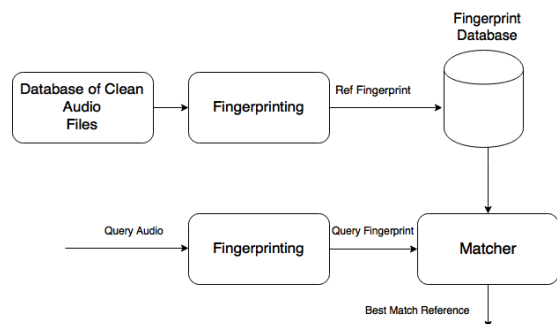 Fingerprint
Database
Database of Clean
Audio
Files
Fingerprinting
Ref Fingerprint
Query Audio
Fingerprinting
Query Fingerprint
Matcher
Best Match Reference